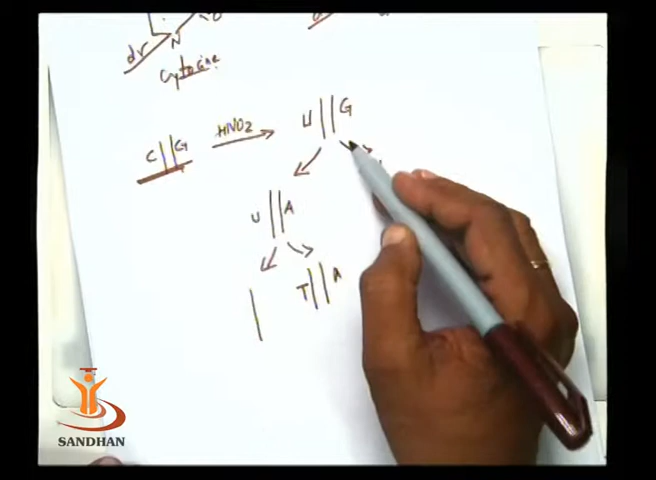 dr
N
Cytosine
C || G
HNO2
U || G
U || A
T || A
SANDHAN